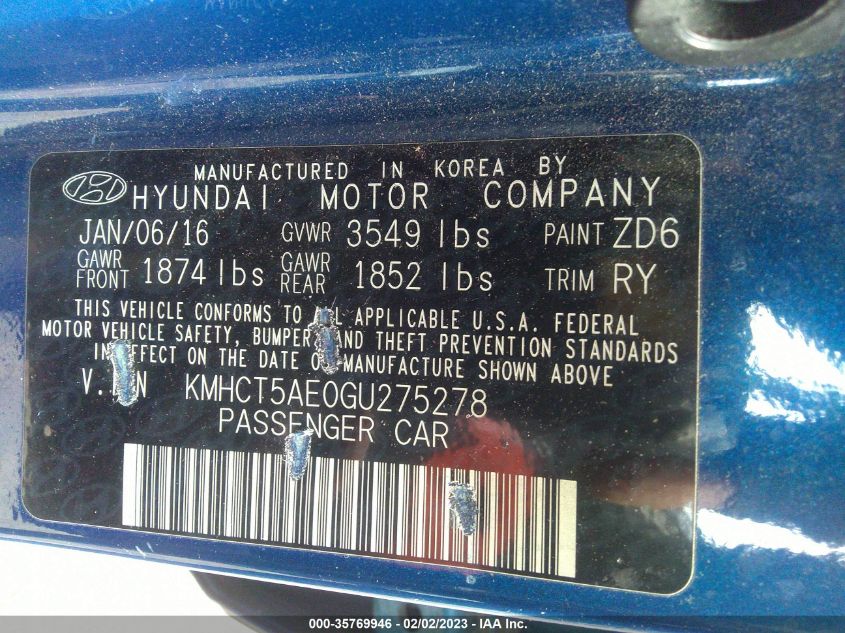 MANUFACTURED IN KOREA BY
HYUNDAI MOTOR COMPANY
JAN/06/16 GVWR 3549 lbs PAINT ZD6
GAWR FRONT 1874 lbs GAWR REAR 1852 lbs TRIM RY
THIS VEHICLE CONFORMS TO APPLICABLE U.S.A. FEDERAL
MOTOR VEHICLE SAFETY, BUMPER AND THEFT PREVENTION STANDARDS
IN EFFECT ON THE DATE OF MANUFACTURE SHOWN ABOVE
V.I.N KMHCT5AE0GU275278
PASSENGER CAR
000-35769946 - 02/02/2023 - IAA Inc.